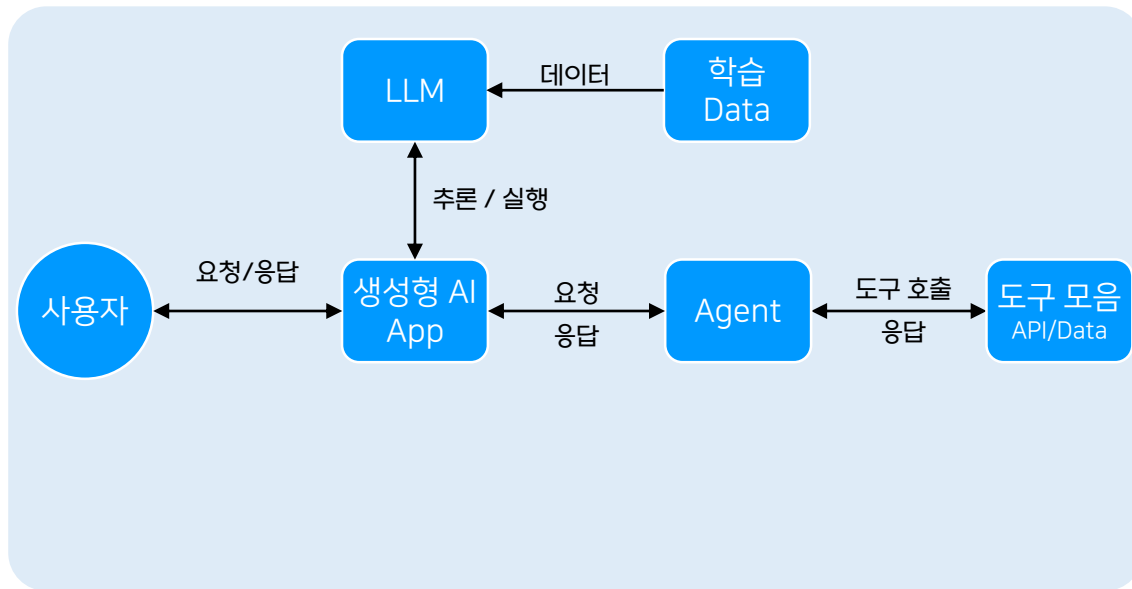 LLM
데이터
학습
Data
추론 / 실행
사용자
요청/응답
생성형 AI
App
요청
응답
Agent
도구 호출
응답
도구 모음
API/Data